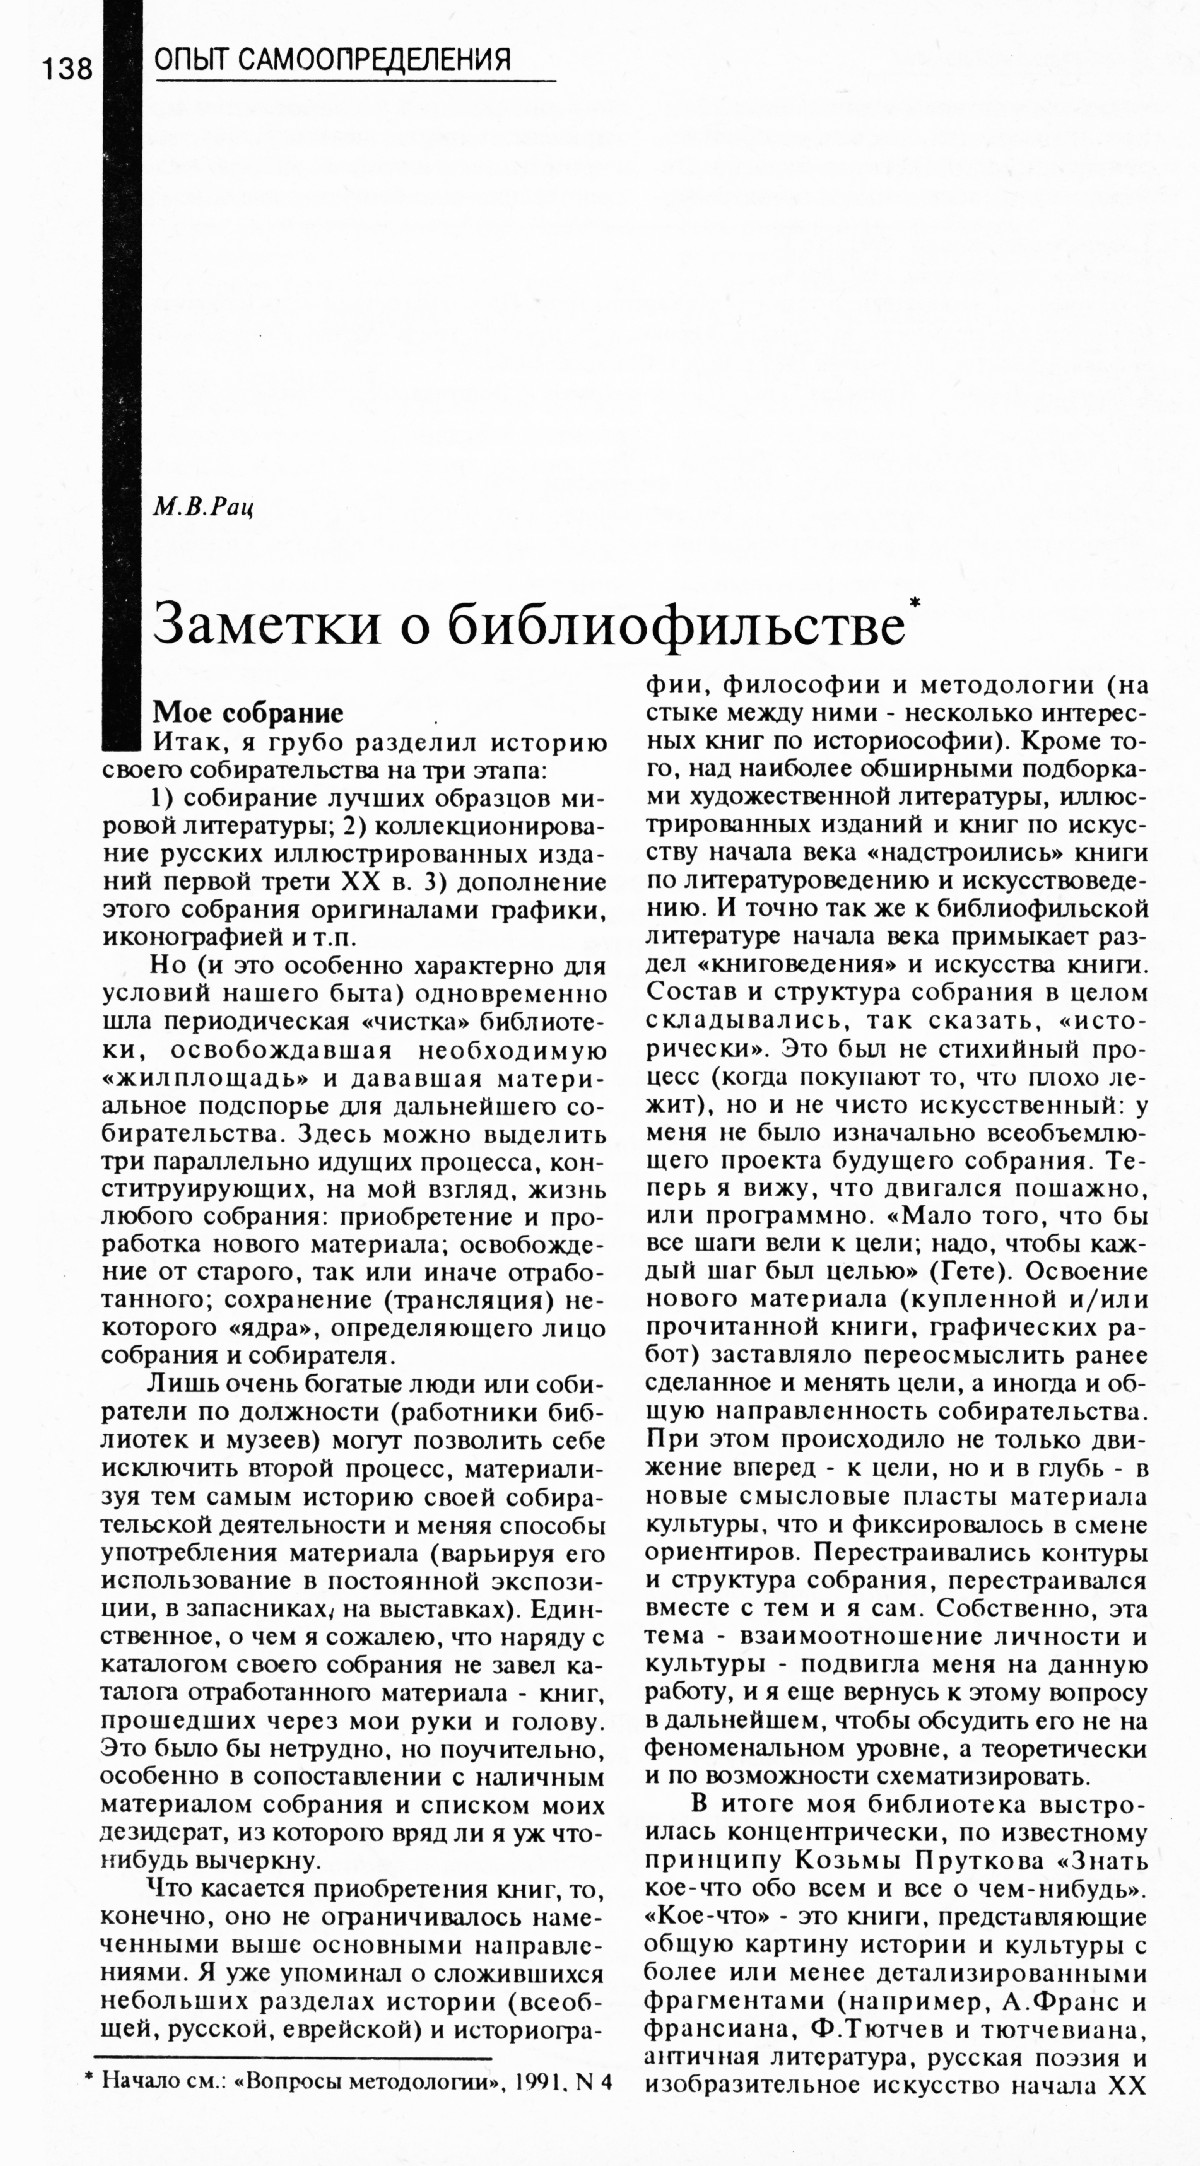 138
ОПЫТ САМООПРЕДЕЛЕНИЯ
М.В.Рац
Заметки о библиофильстве*
Мое собрание
Итак, я грубо разделил историю
своего собирательства на три этапа:
1) собирание лучших образцов ми-
ровой литературы; 2) коллекционирова-
ние русских иллюстрированных изда-
ний первой трети XX в. 3) дополнение
этого собрания оригиналами графики,
иконографией и т.п.
Но (и это особенно характерно для
условий нашего быта) одновременно
шла периодическая «чистка» библиоте-
ки, освобождавшая необходимую
«жилплощадь» и дававшая матери-
альное подспорье для дальнейшего со-
бирательства. Здесь можно выделить
три параллельно идущих процесса, кон-
ституирующих, на мой взгляд, жизнь
любого собрания: приобретение и про-
работка нового материала; освобожде-
ние от старого, так или иначе отрабо-
танного; сохранение (трансляция) не-
которого «ядра», определяющего лицо
собрания и собирателя.
Лишь очень богатые люди или соби-
ратели по должности (работники биб-
лиотек и музеев) могут позволить себе
исключить второй процесс, материали-
зуя тем самым историю своей собира-
тельской деятельности и меняя способы
употребления материала (варьируя его
использование в постоянной экспози-
ции, в запасниках, на выставках). Един-
ственное, о чем я сожалею, что наряду с
каталогом своего собрания не завел ка-
талога отработанного материала - книг,
прошедших через мои руки и голову.
Это было бы нетрудно, но поучительно,
особенно в сопоставлении с наличным
материалом собрания и списком моих
дезидерат, из которого вряд ли я уж что-
нибудь вычеркну.
Что касается приобретения книг, то,
конечно, оно не ограничивалось наме-
ченными выше основными направле-
ниями. Я уже упоминал о сложившихся
небольших разделах истории (всеоб-
щей, русской, еврейской) и историогра-
* Начало см.: «Вопросы методологии», 1991. N 4
фии, философии и методологии (на
стыке между ними - несколько интерес-
ных книг по историософии). Кроме то-
го, над наиболее обширными подборка-
ми художественной литературы, иллюс-
трированных изданий и книг по искус-
ству начала века «надстроились» книги
по литературоведению и искусствоведе-
нию. И точно так же к библиофильской
литературе начала века примыкает раз-
дел «книговедения» и искусства книги.
Состав и структура собрания в целом
складывались, так сказать, «исто-
рически». Это был не стихийный про-
цесс (когда покупают то, что плохо ле-
жит), но и не чисто искусственный: у
меня не было изначально всеобъемлю-
щего проекта будущего собрания. Те-
перь я вижу, что двигался пошажно,
или программно. «Мало того, что бы
все шаги вели к цели; надо, чтобы каж-
дый шаг был целью» (Гете). Освоение
нового материала (купленной и/или
прочитанной книги, графических ра-
бот) заставляло переосмыслить ранее
сделанное и менять цели, а иногда и об-
щую направленность собирательства.
При этом происходило не только дви-
жение вперед - к цели, но и в глубь - в
новые смысловые пласты материала
культуры, что и фиксировалось в смене
ориентиров. Перестраивались контуры
и структура собрания, перестраивался
вместе с тем и я сам. Собственно, эта
тема - взаимоотношение личности и
культуры - подвигла меня на данную
работу, и я еще вернусь к этому вопросу
в дальнейшем, чтобы обсудить его не на
феноменальном уровне, а теоретически
и по возможности схематизировать.
В итоге моя библиотека выстро-
илась концентрически, по известному
принципу Козьмы Пруткова «Знать
кое-что обо всем и все о чем-нибудь».
«Кое-что» - это книги, представляющие
общую картину истории и культуры с
более или менее детализированными
фрагментами (например, А.Франс и
франсиана, Ф.Тютчев и тютчевиана,
античная литература, русская поэзия и
изобразительное искусство начала XX